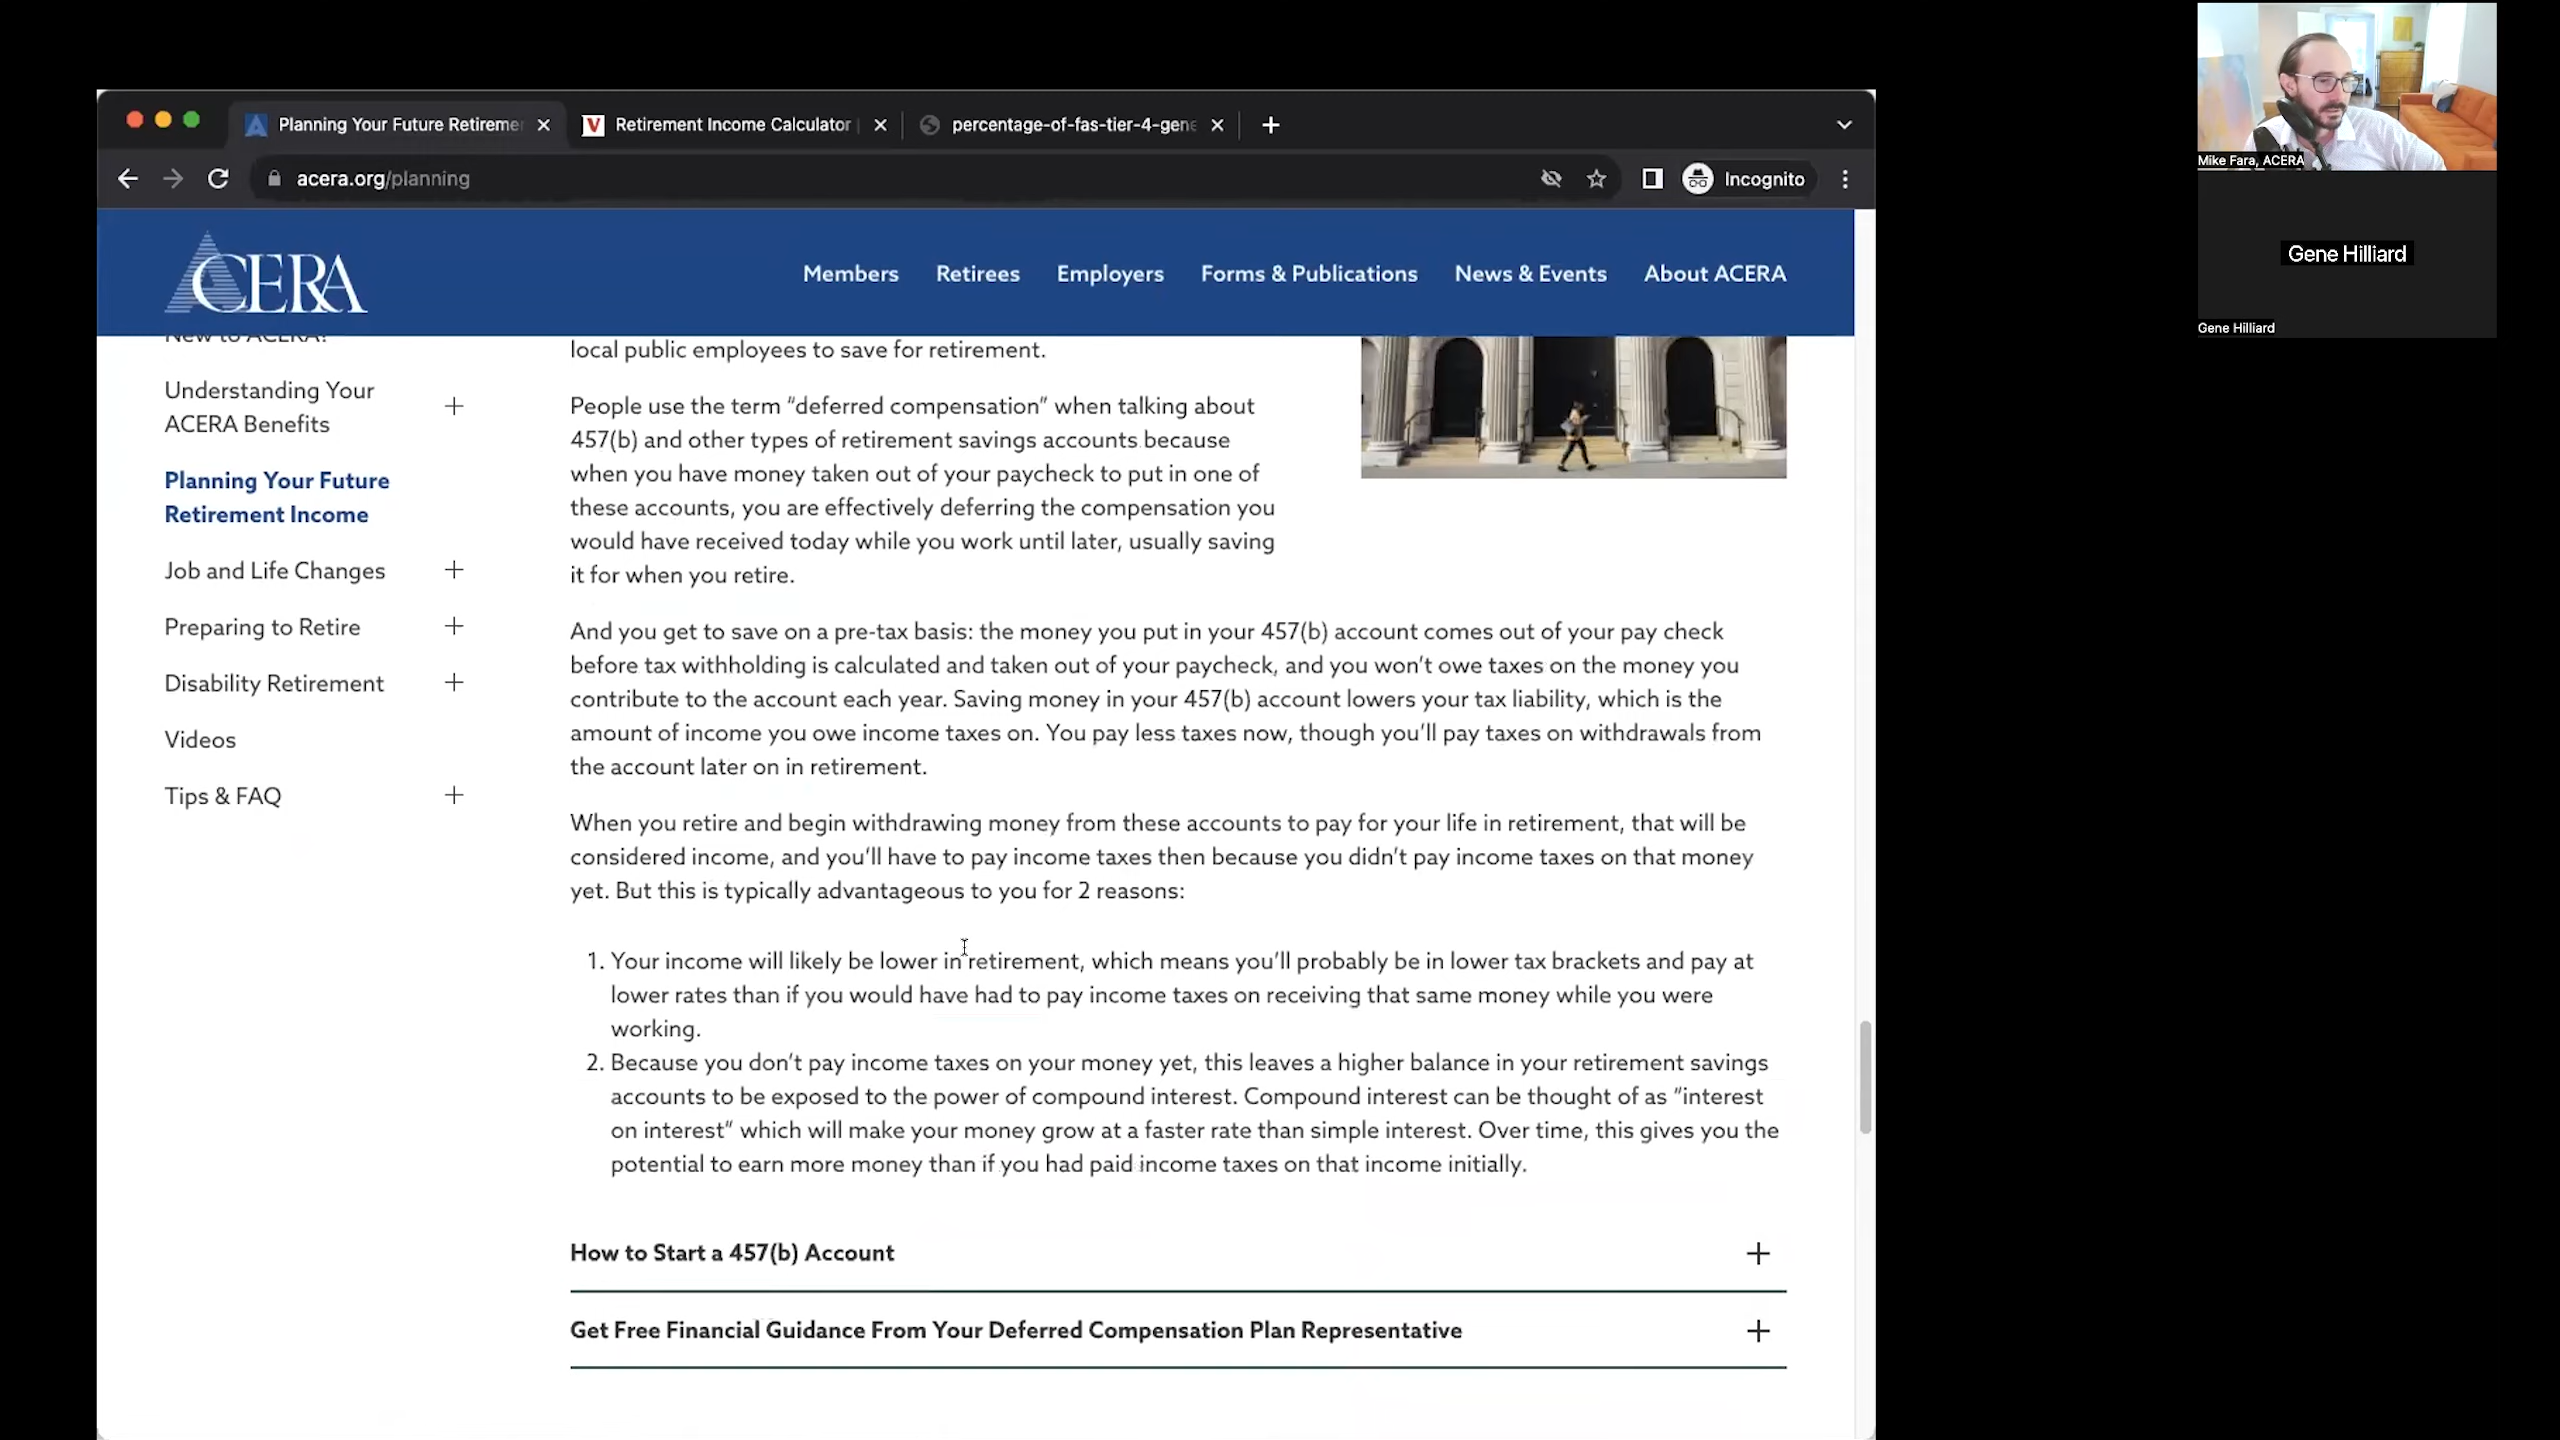 Planning Your Future Retireme
Retirement Income Calculator
percentage-of-fas-tier-4-gene
acera.org/planning
Incognito
ACERA
Members
Retirees
Employers
Forms & Publications
News & Events
About ACERA
New to ACERA?
Understanding Your
ACERA Benefits
Planning Your Future
Retirement Income
Job and Life Changes
Preparing to Retire
Disability Retirement
Videos
Tips & FAQ
local public employees to save for retirement.
People use the term “deferred compensation” when talking about
457(b) and other types of retirement savings accounts because
when you have money taken out of your paycheck to put in one of
these accounts, you are effectively deferring the compensation you
would have received today while you work until later, usually saving
it for when you retire.
And you get to save on a pre-tax basis: the money you put in your 457(b) account comes out of your pay check
before tax withholding is calculated and taken out of your paycheck, and you won’t owe taxes on the money you
contribute to the account each year. Saving money in your 457(b) account lowers your tax liability, which is the
amount of income you owe income taxes on. You pay less taxes now, though you’ll pay taxes on withdrawals from
the account later on in retirement.
When you retire and begin withdrawing money from these accounts to pay for your life in retirement, that will be
considered income, and you’ll have to pay income taxes then because you didn’t pay income taxes on that money
yet. But this is typically advantageous to you for 2 reasons:
1. Your income will likely be lower in retirement, which means you’ll probably be in lower tax brackets and pay at
lower rates than if you would have had to pay income taxes on receiving that same money while you were
working.
2. Because you don’t pay income taxes on your money yet, this leaves a higher balance in your retirement savings
accounts to be exposed to the power of compound interest. Compound interest can be thought of as “interest
on interest” which will make your money grow at a faster rate than simple interest. Over time, this gives you the
potential to earn more money than if you had paid income taxes on that income initially.
How to Start a 457(b) Account
Get Free Financial Guidance From Your Deferred Compensation Plan Representative
Mike Fara, ACERA
Gene Hilliard
Gene Hilliard